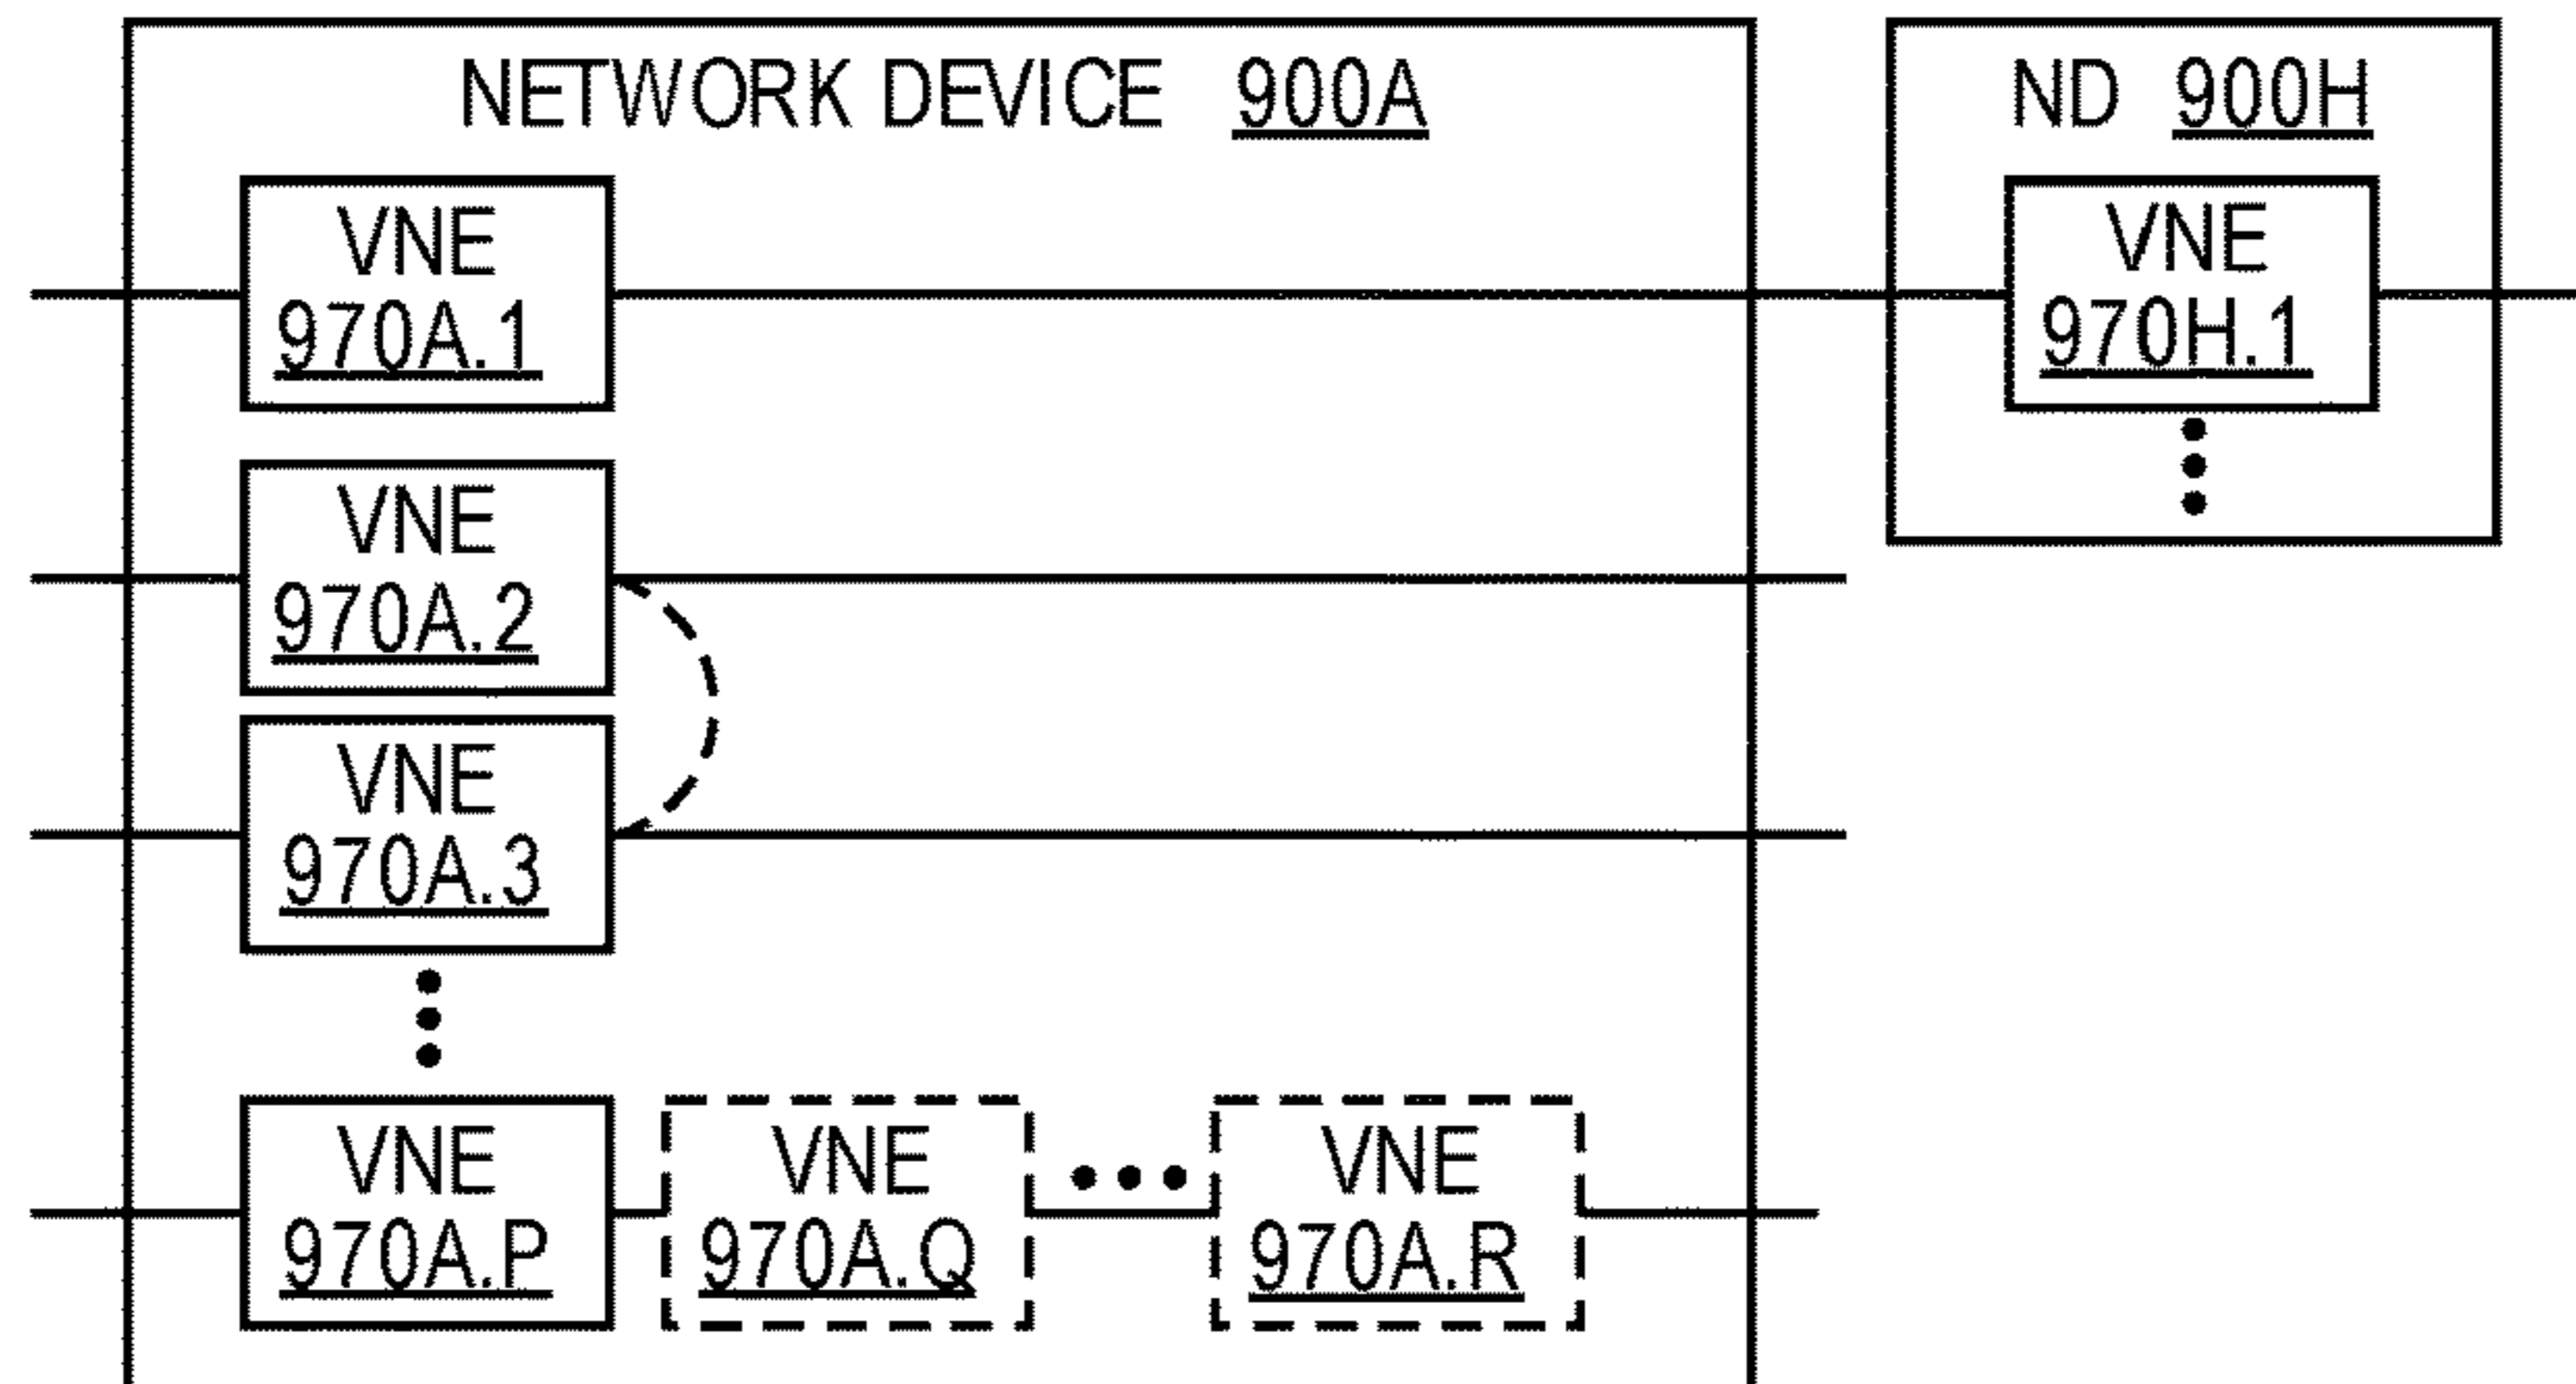 NETWORK DEVICE 900A
ND 900H
VNE
970A.1
VNE
970H.1
VNE
970A.2
VNE
970A.3
VNE
970A.P
VNE
970A.Q
VNE
970A.R